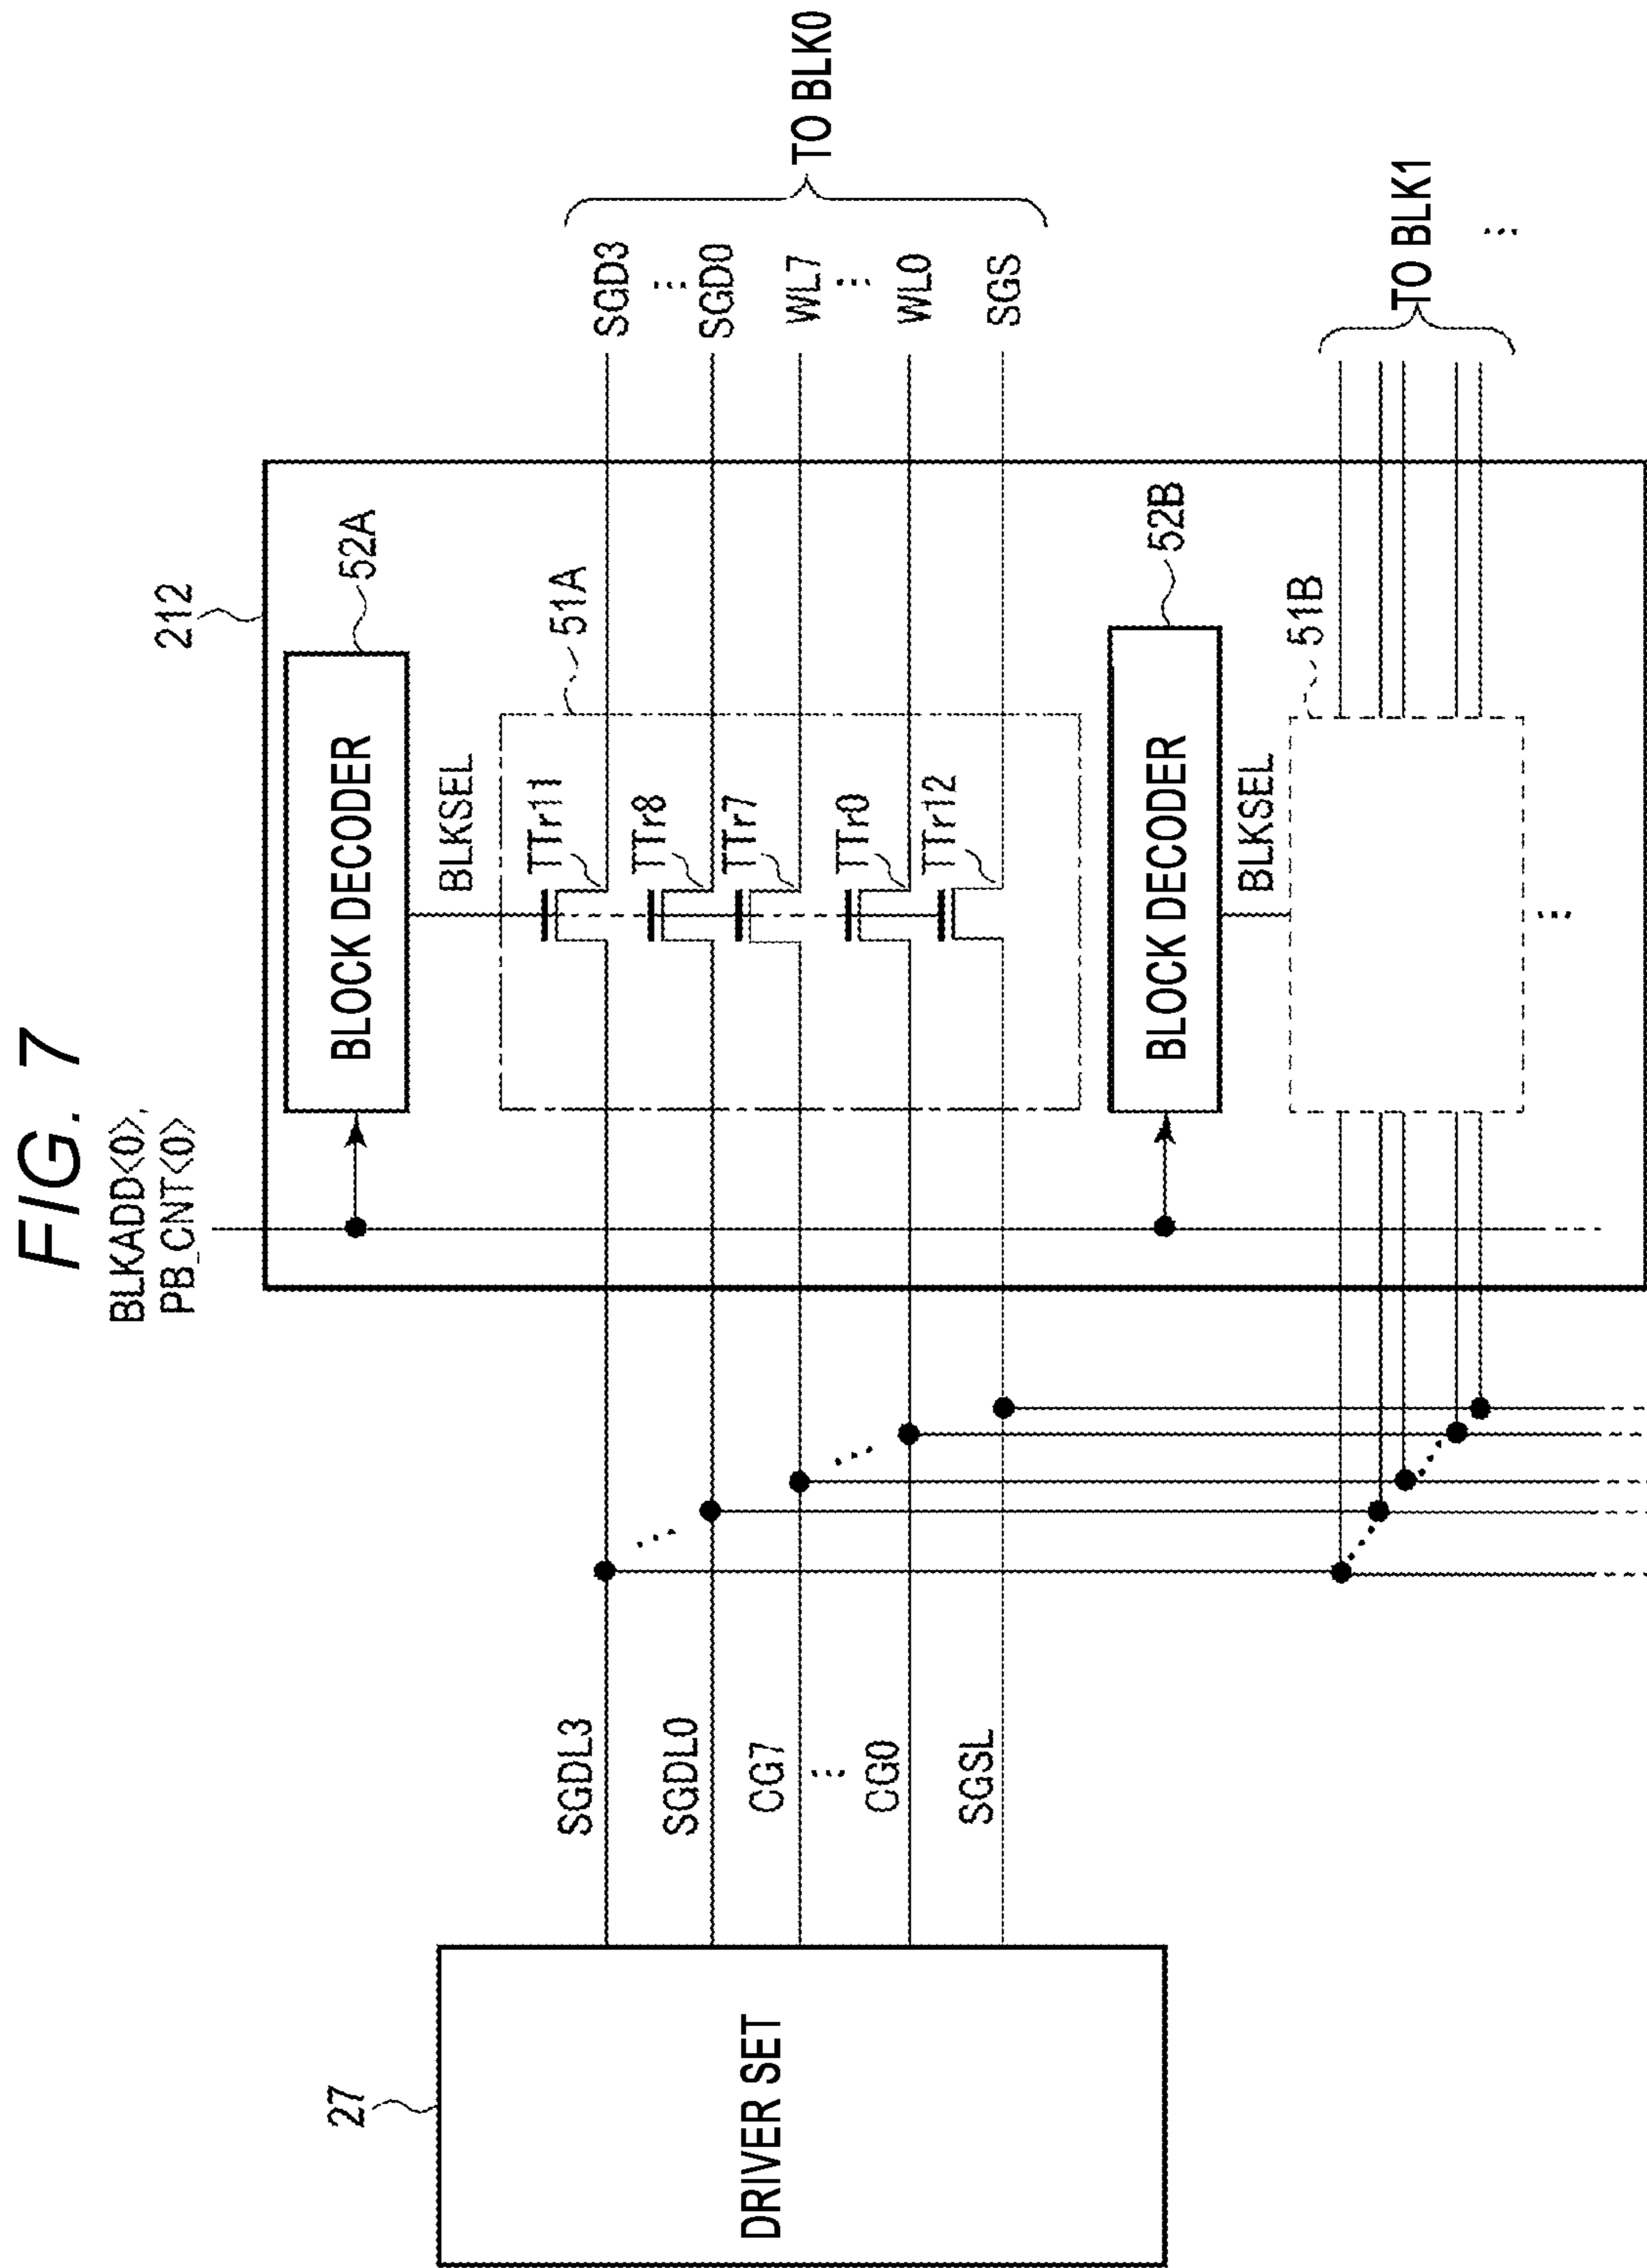 FIG. 7
BLKADD<0>,
PB_CNT<0>
212
52A
BLOCK DECODER
BLKSEL
51A
TTr11
TTr8
TTr7
TTr0
TTr12
SGD3
⋮
SGD0
WL7
⋮
WL0
SGS
TO BLK0
52B
BLOCK DECODER
BLKSEL
51B
TO BLK1
⋮
27
DRIVER SET
SGDL3
SGDL0
CG7
⋮
CG0
SGSL